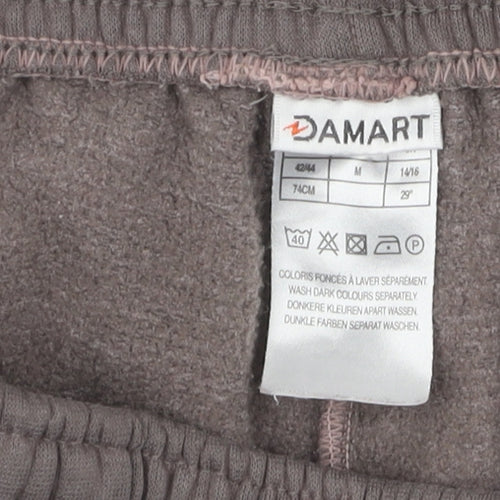 DAMART
42/44 M 14/16
74CM 29"
40 P
COLORIS FONCÉS À LAVER SÉPARÉMENT
WASH DARK COLOURS SEPARATELY.
DONKERE KLEUREN APART WASSEN.
DUNKLE FARBEN SEPARAT WASCHEN.